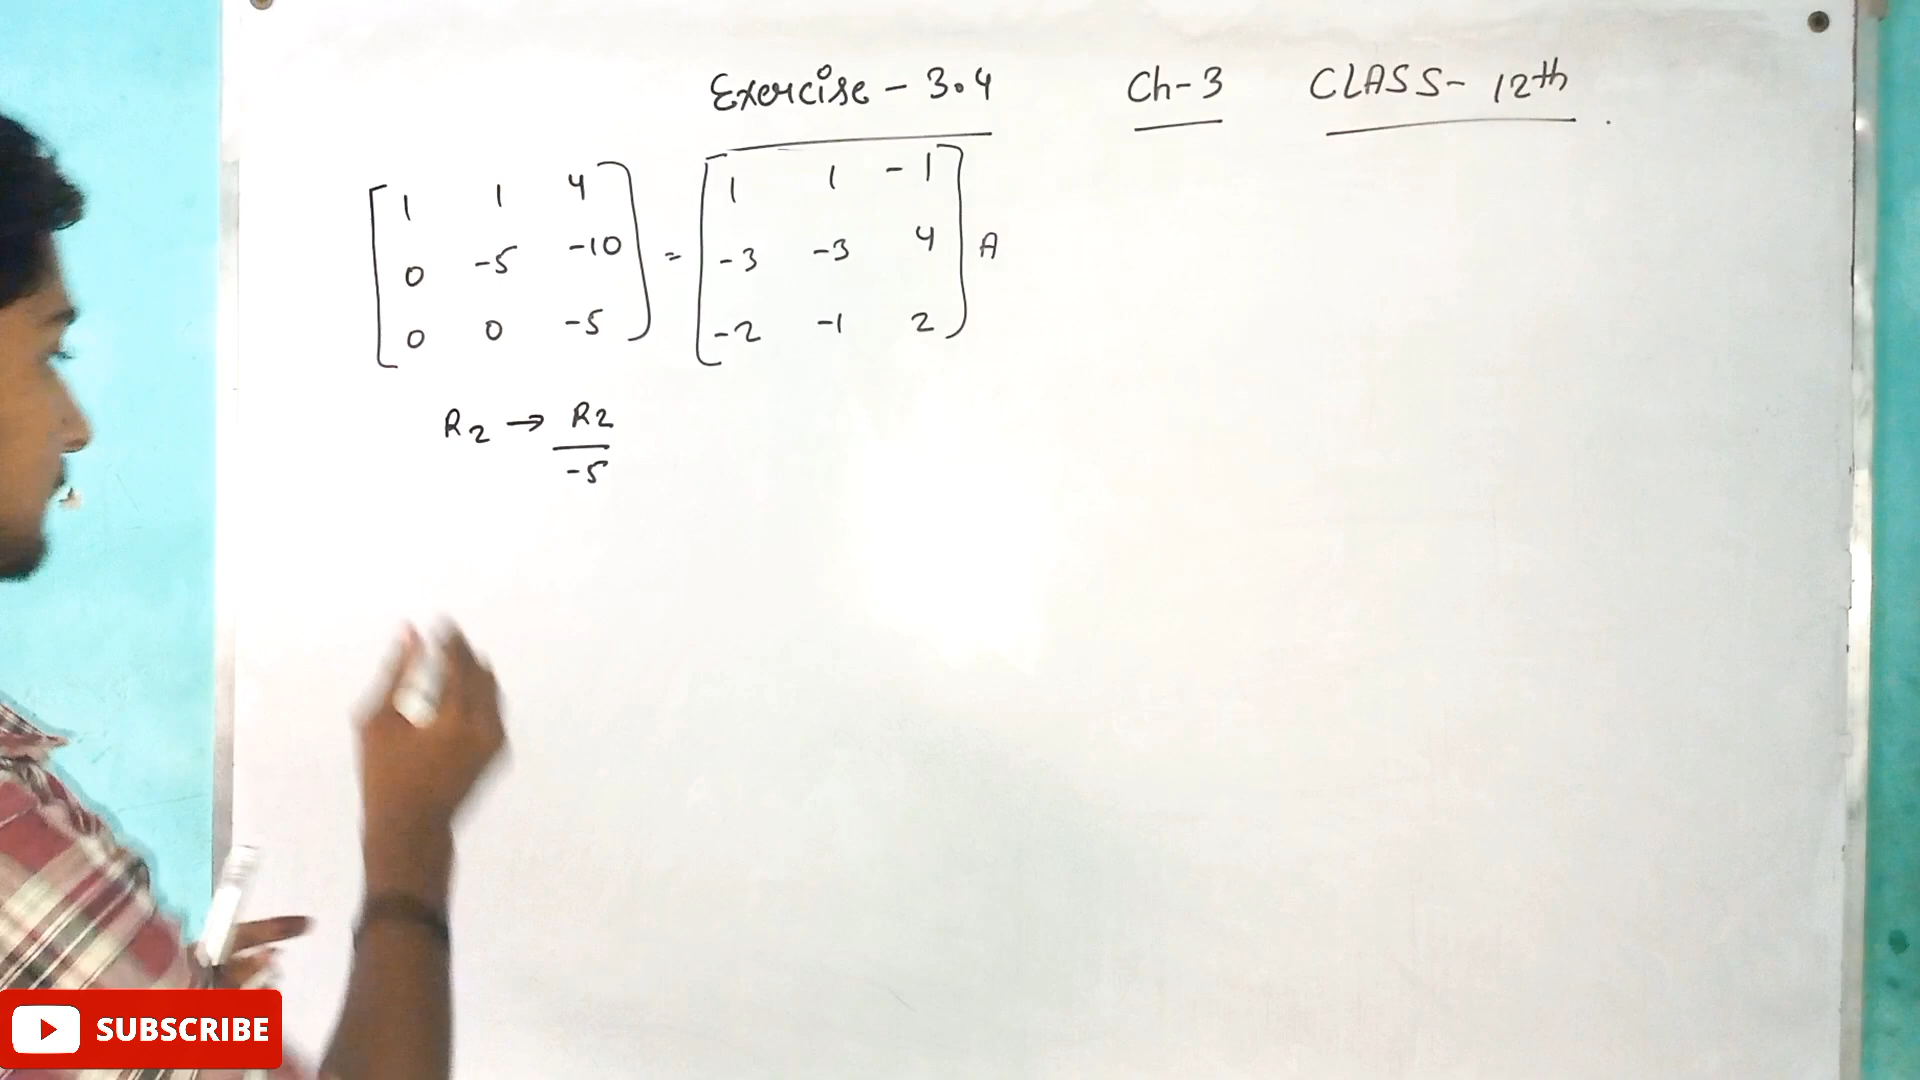 Exercise - 3.4 Ch-3 CLASS- 12th
[1 1 4] = [1 1 -1] A
[0 -5 -10] [-3 -3 4]
[0 0 -5] [-2 -1 2]
R2 → R2
-5
SUBSCRIBE